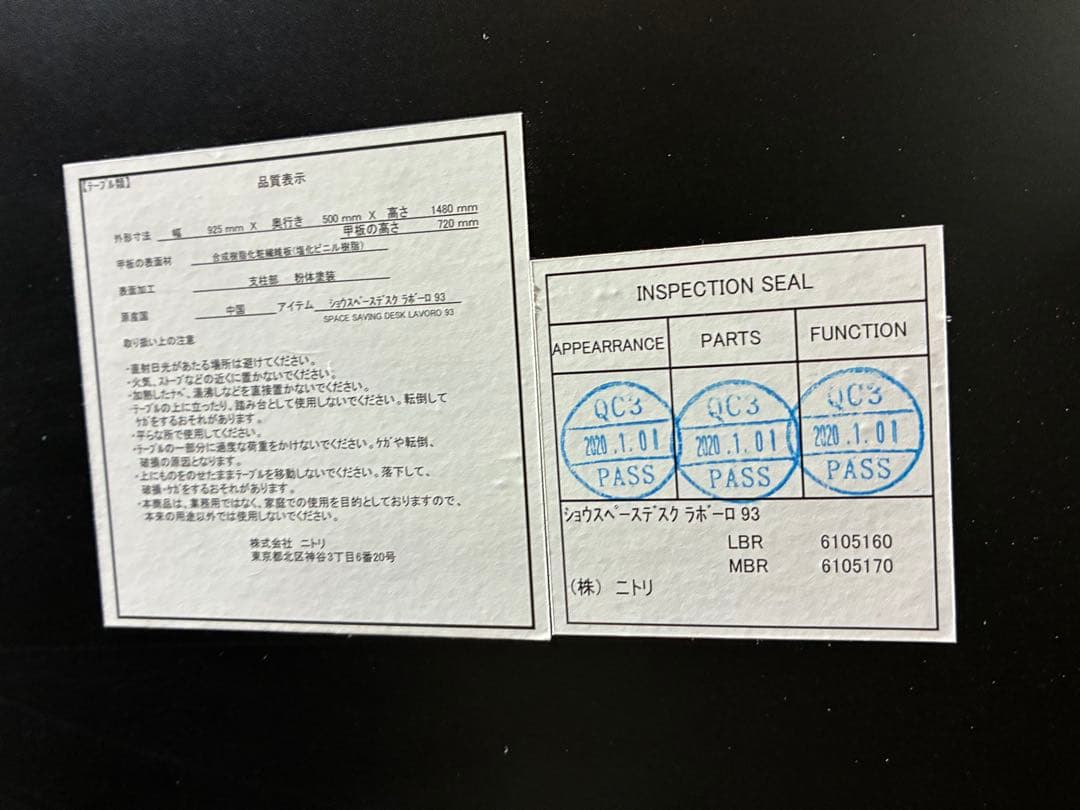 【テーブル類】
品質表示
外形寸法 幅 925 mm X 奥行き 500 mm X 高さ 1480 mm
甲板の高さ 720 mm
甲板の表面材 合成樹脂化粧繊維板(塩化ビニル樹脂)
表面加工 支柱部 粉体塗装
原産国 中国 アイテム ショウスペースデスク ラボーロ 93
SPACE SAVING DESK LAVORO 93
取り扱い上の注意
・直射日光があたる場所は避けてください。
・火気、ストーブなどの近くに置かないでください。
・加熱したナベ、湯沸しなどを直接置かないでください。
・テーブルの上に立ったり、踏み台として使用しないでください。転倒して
ケガをするおそれがあります。
・平らな所で使用してください。
・テーブルの一部分に過度な荷重をかけないでください。ケガや転倒、
破損の原因となります。
・上にものをのせたままテーブルを移動しないでください。落下して、
破損・ケガをするおそれがあります。
・本商品は、業務用ではなく、家庭での使用を目的としておりますので、
本来の用途以外では使用しないでください。
株式会社 ニトリ
東京都北区神谷3丁目6番20号
INSPECTION SEAL
APPEARRANCE PARTS FUNCTION
QC3 QC3 QC3
2020.1.01 2020.1.01 2020.1.01
PASS PASS PASS
ショウスペースデスク ラボーロ 93
LBR 6105160
MBR 6105170
(株) ニトリ